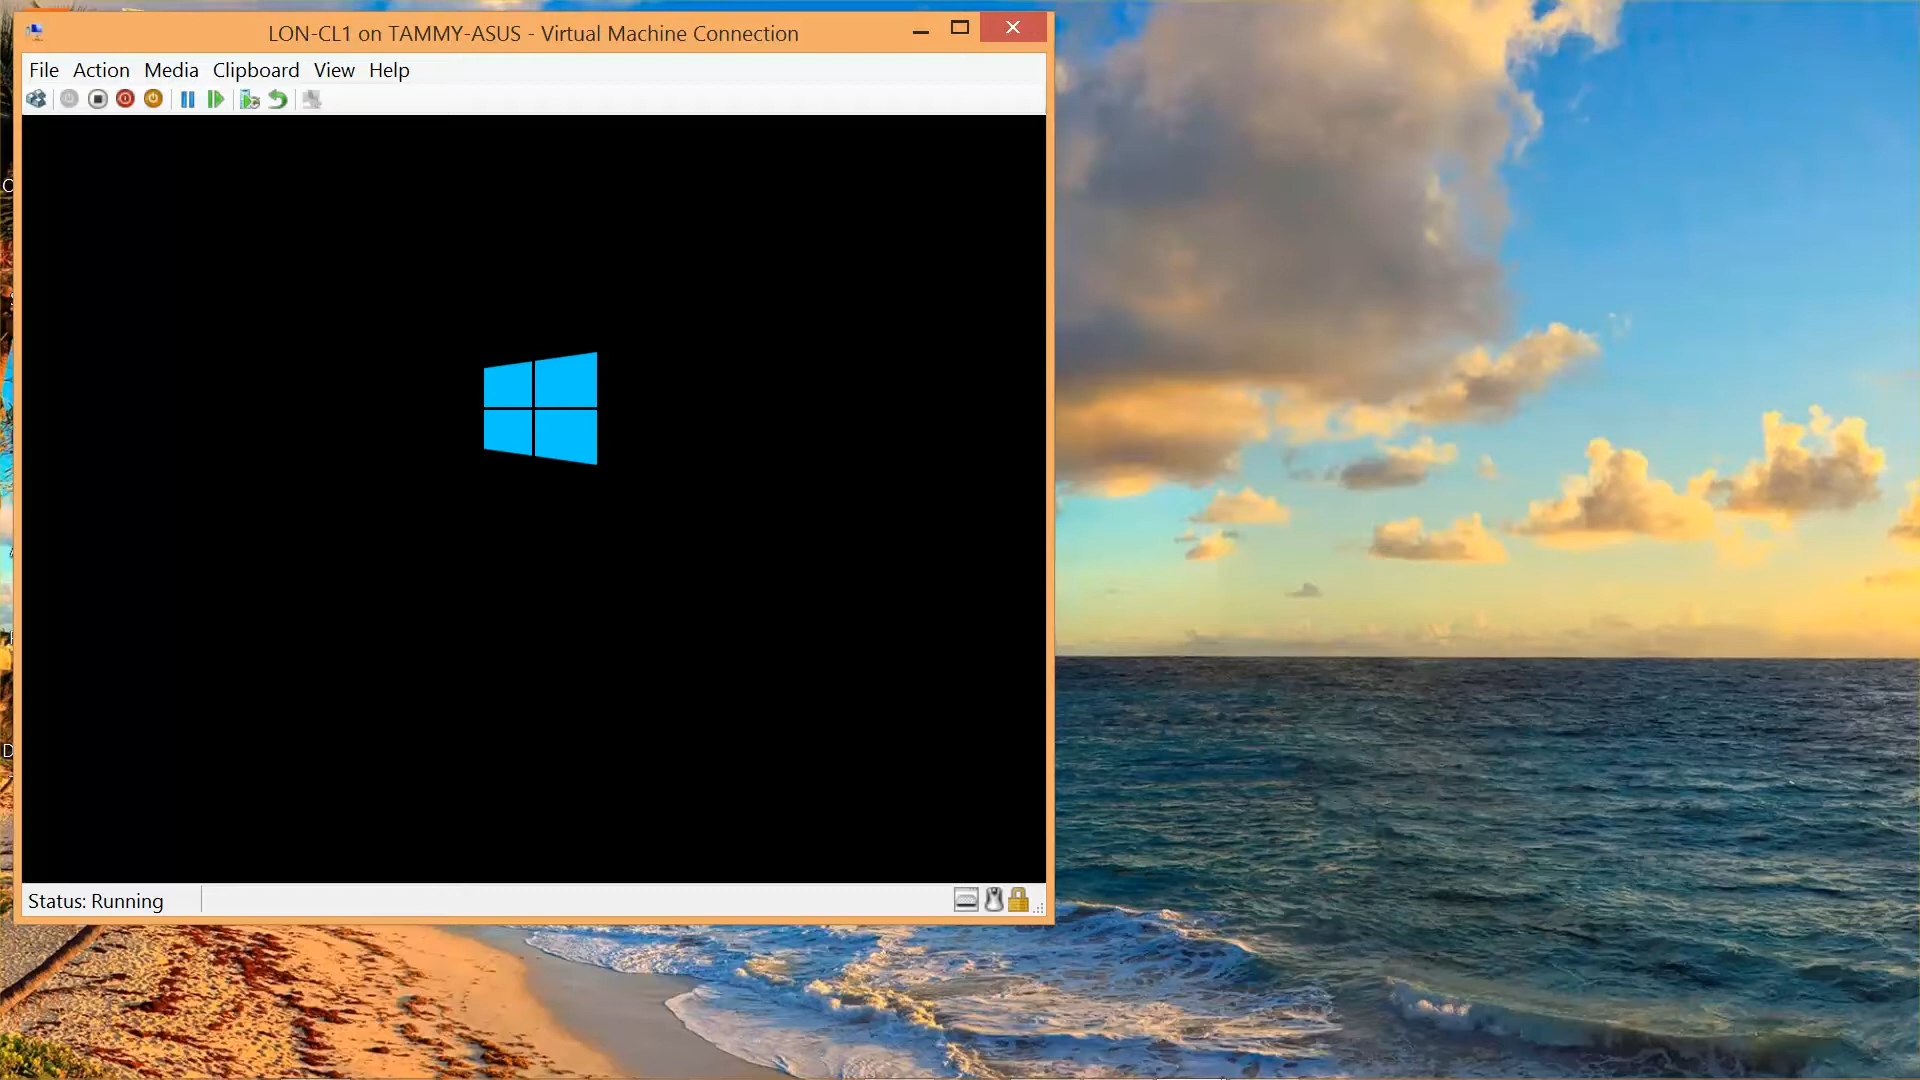 LON-CL1 on TAMMY-ASUS - Virtual Machine Connection
File Action Media Clipboard View Help
Status: Running